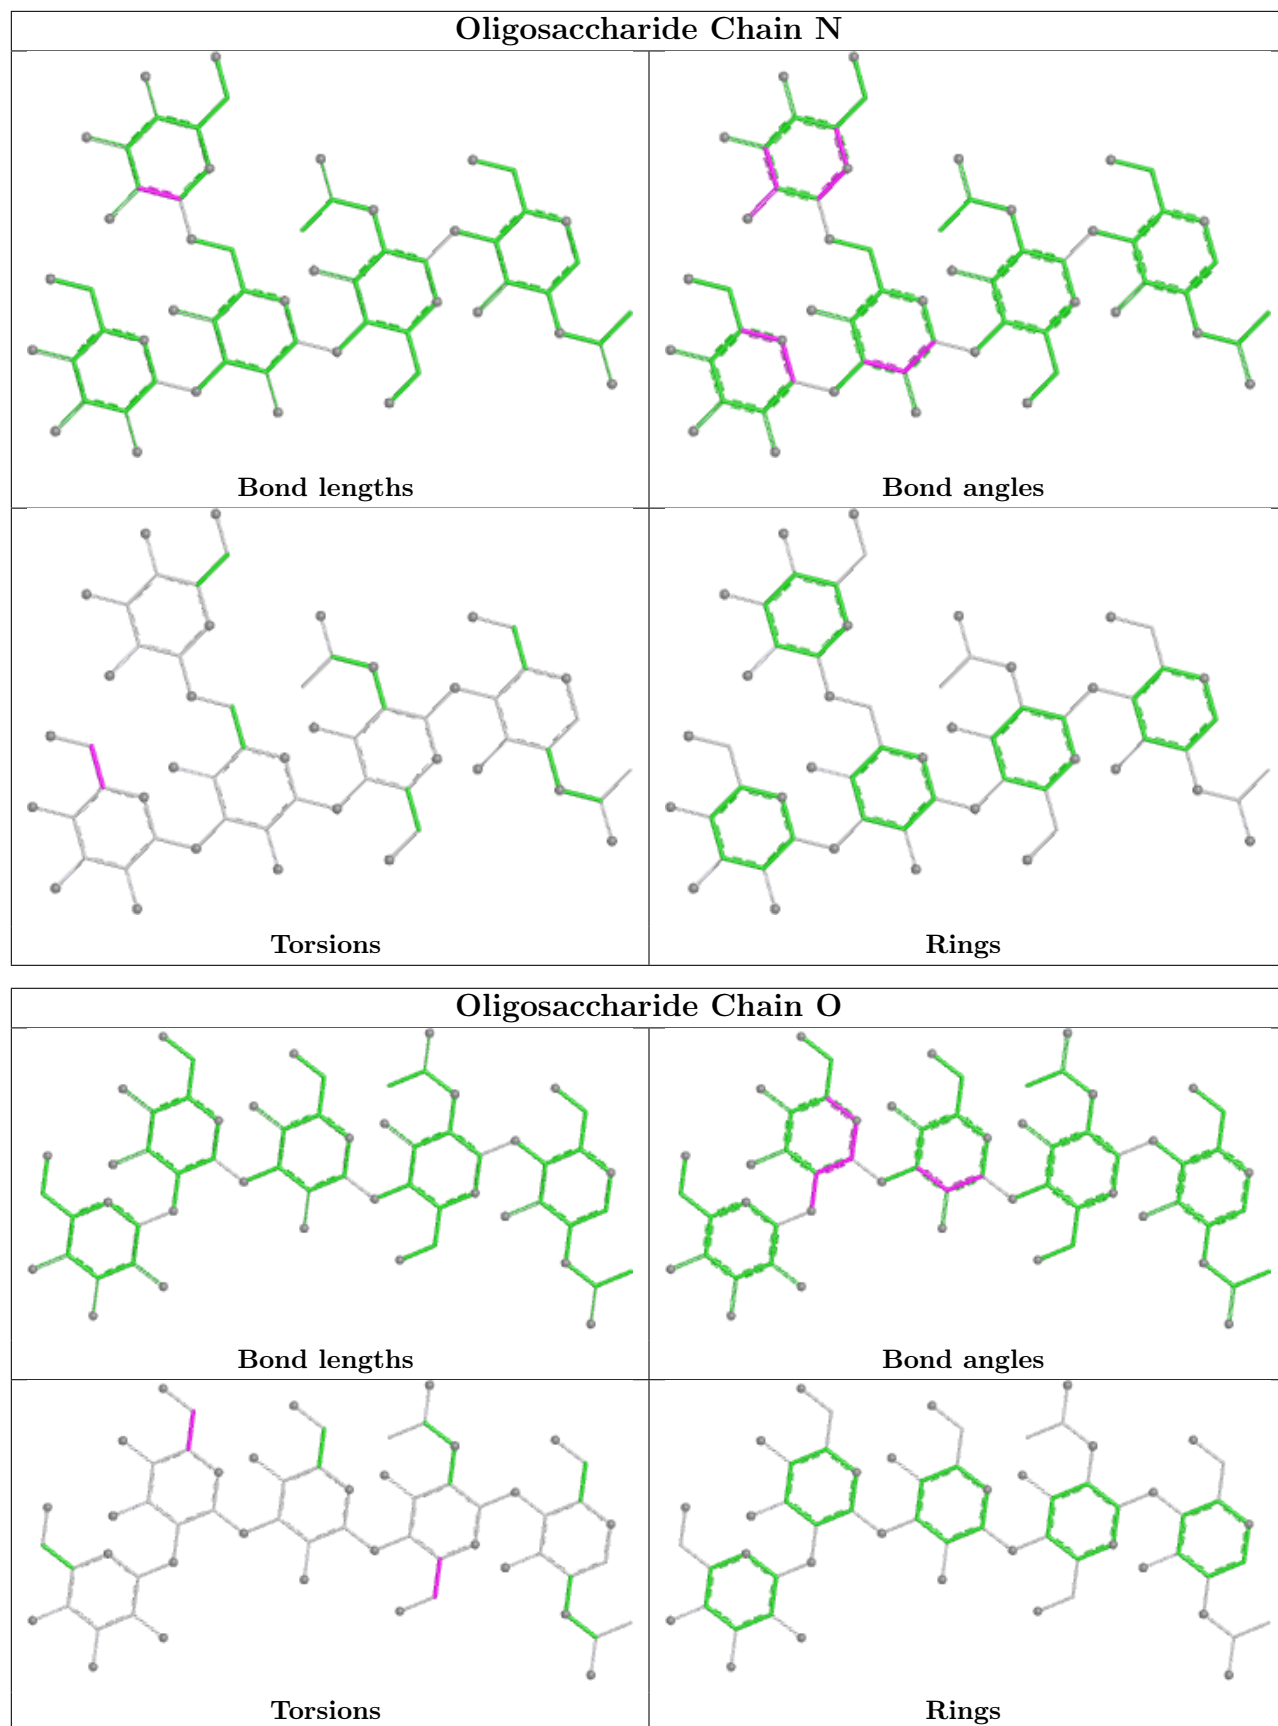 Oligosaccharide Chain N
Bond lengths
Bond angles
Torsions
Rings
Oligosaccharide Chain O
Bond lengths
Bond angles
Torsions
Rings